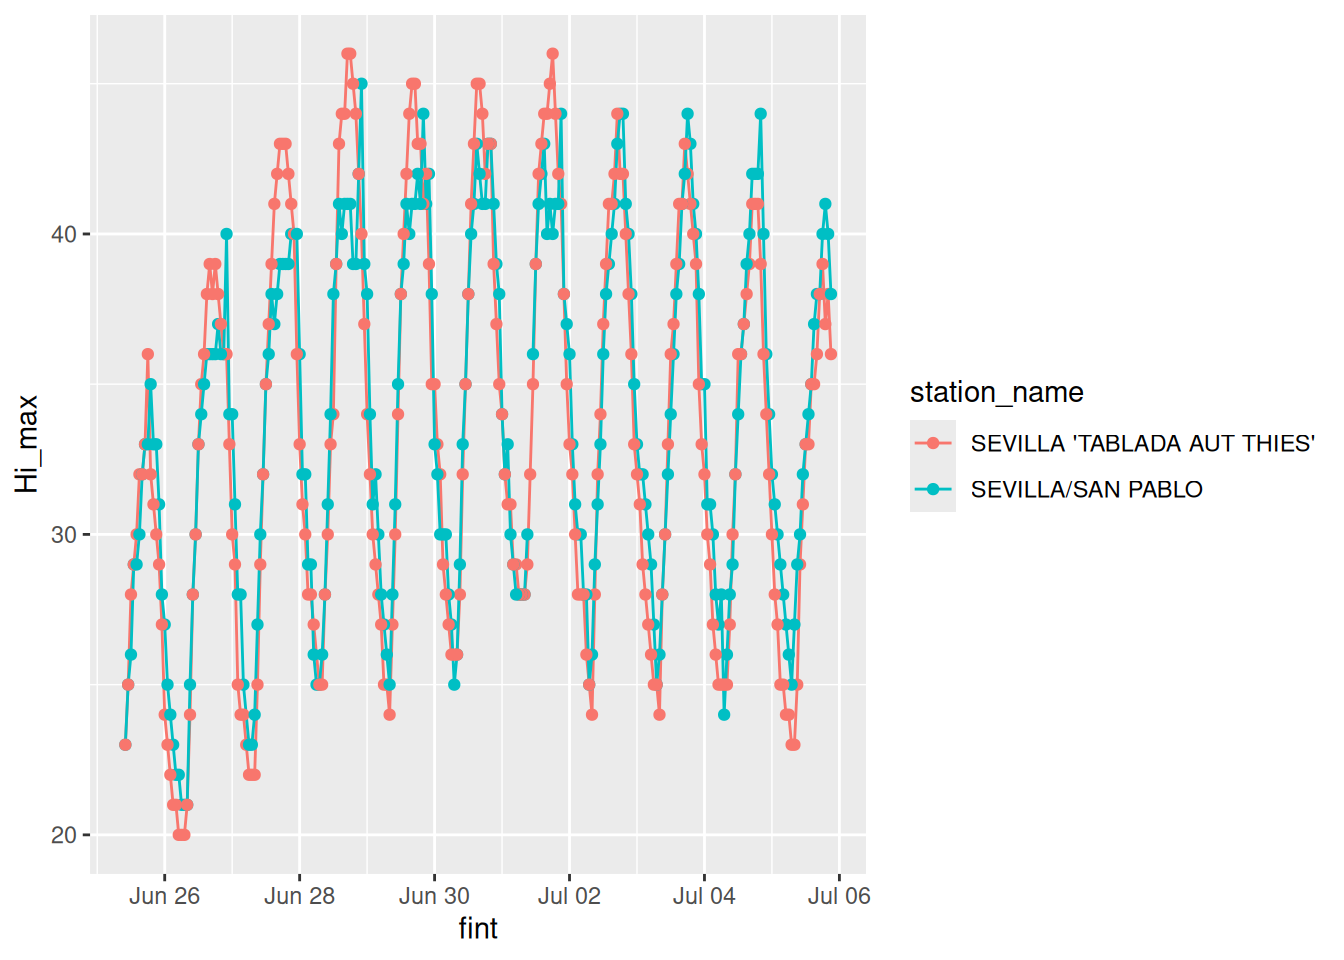 Hi_max
40
30
20
Jun 26
Jun 28
Jun 30
Jul 02
Jul 04
Jul 06
fint
station_name
SEVILLA 'TABLADA AUT THIES'
SEVILLA/SAN PABLO